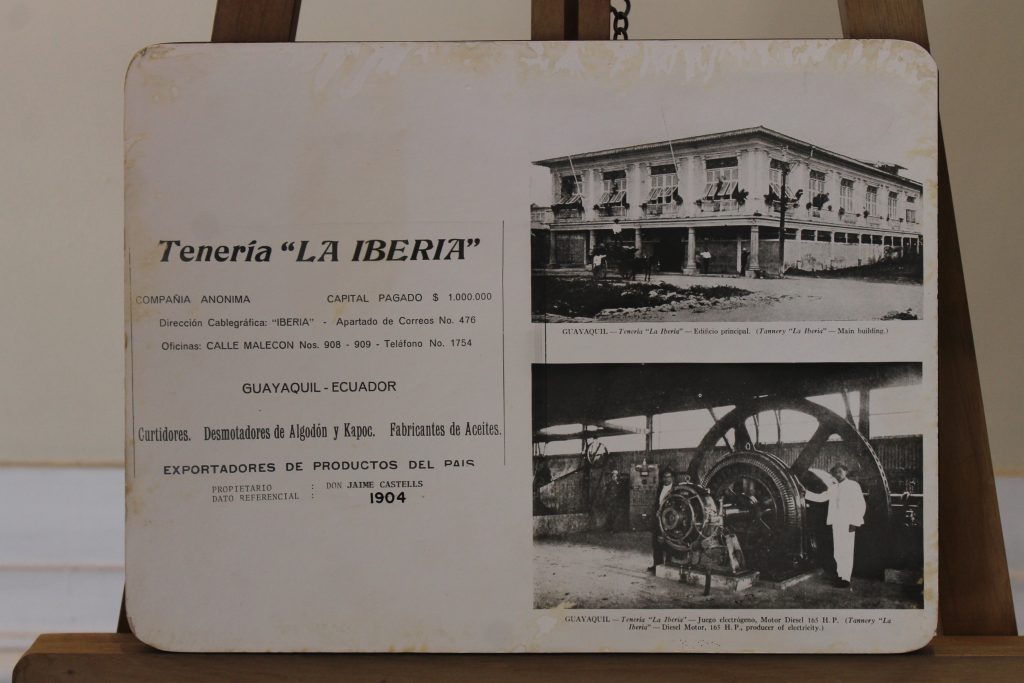 Tenería "LA IBERIA"
COMPAÑIA ANONIMA CAPITAL PAGADO $ 1.000.000
Dirección Cablegráfica: "IBERIA" - Apartado de Correos No. 476
Oficinas: CALLE MALECON Nos. 908 - 909 - Teléfono No. 1754
GUAYAQUIL - ECUADOR
Curtidores. Desmotadores de Algodón y Kapoc. Fabricantes de Aceites.
EXPORTADORES DE PRODUCTOS DEL PAIS
PROPIETARIO : DON JAIME CASTELLS
DATO REFERENCIAL : 1904
GUAYAQUIL — Tenería "La Iberia" — Edificio principal. (Tannery "La Iberia" — Main building.)
GUAYAQUIL — Tenería "La Iberia" — Juego electrógeno, Motor Diesel 165 H. P. (Tannery "La
Iberia" — Diesel Motor, 165 H. P., producer of electricity.)